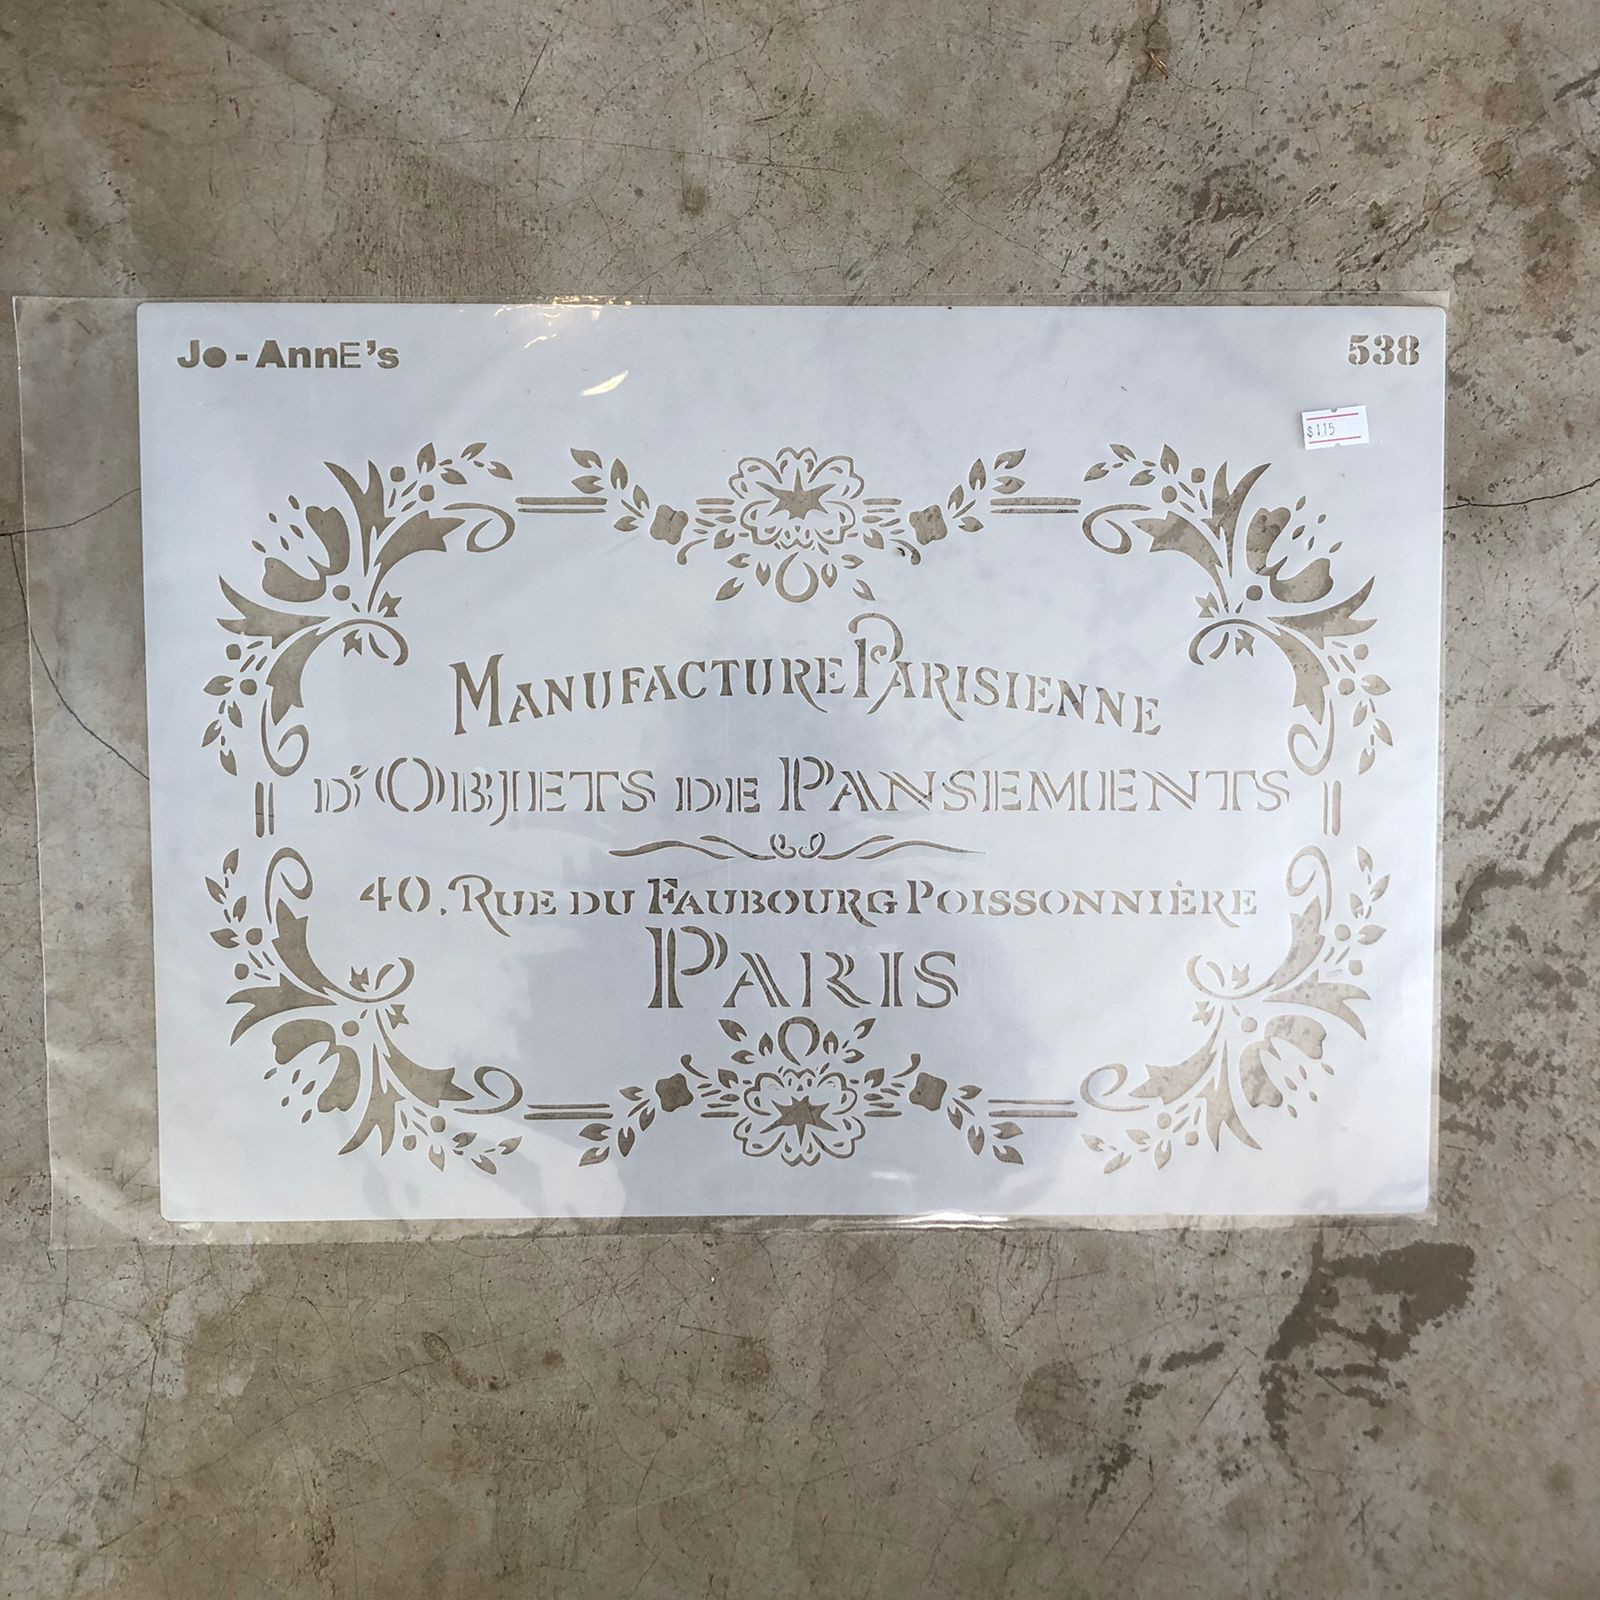 Jo-AnnE's
538
$115
Manufacture Parisienne
d'Objets de Pansements
40. Rue du Faubourg Poissonnière
Paris